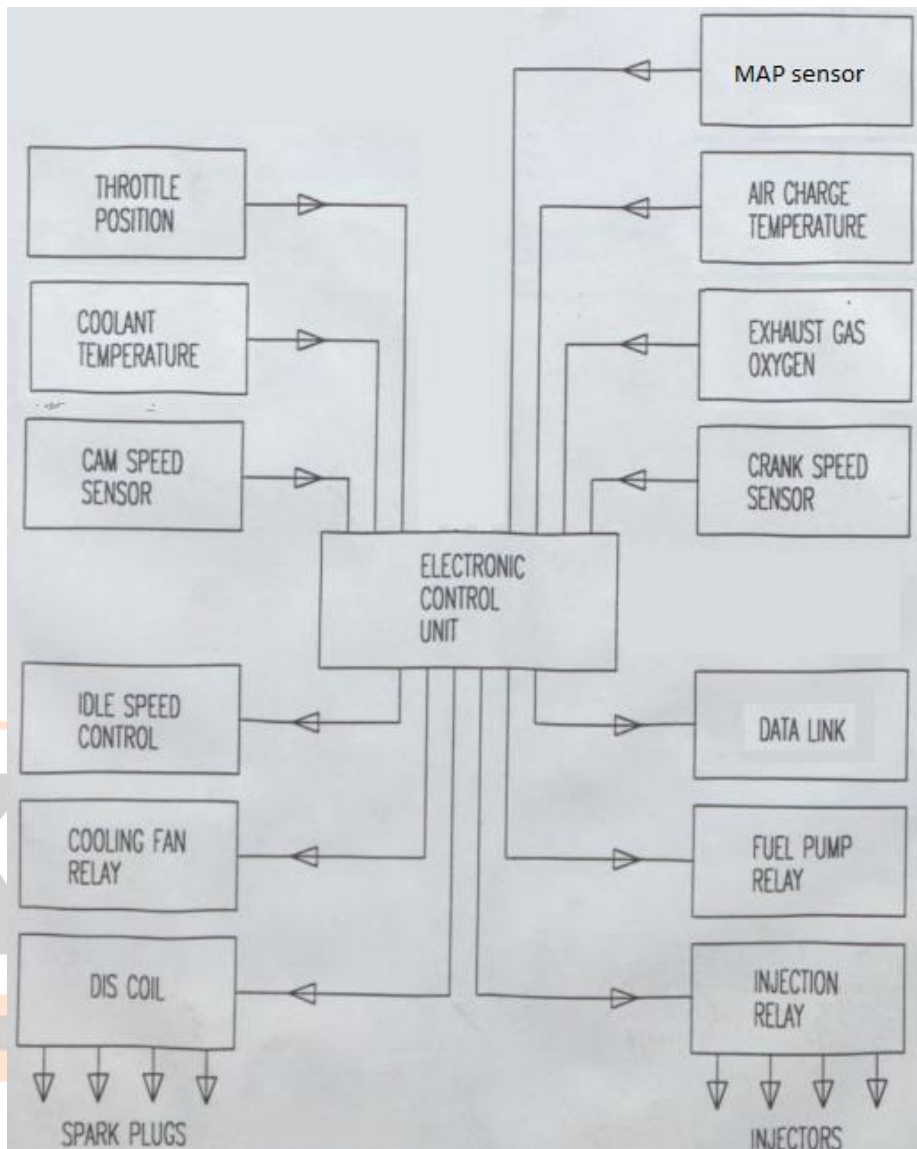 MAP sensor
THROTTLE
POSITION
AIR CHARGE
TEMPERATURE
COOLANT
TEMPERATURE
EXHAUST GAS
OXYGEN
CAM SPEED
SENSOR
CRANK SPEED
SENSOR
ELECTRONIC
CONTROL
UNIT
IDLE SPEED
CONTROL
DATA LINK
COOLING FAN
RELAY
FUEL PUMP
RELAY
DIS COIL
INJECTION
RELAY
SPARK PLUGS
INJECTORS